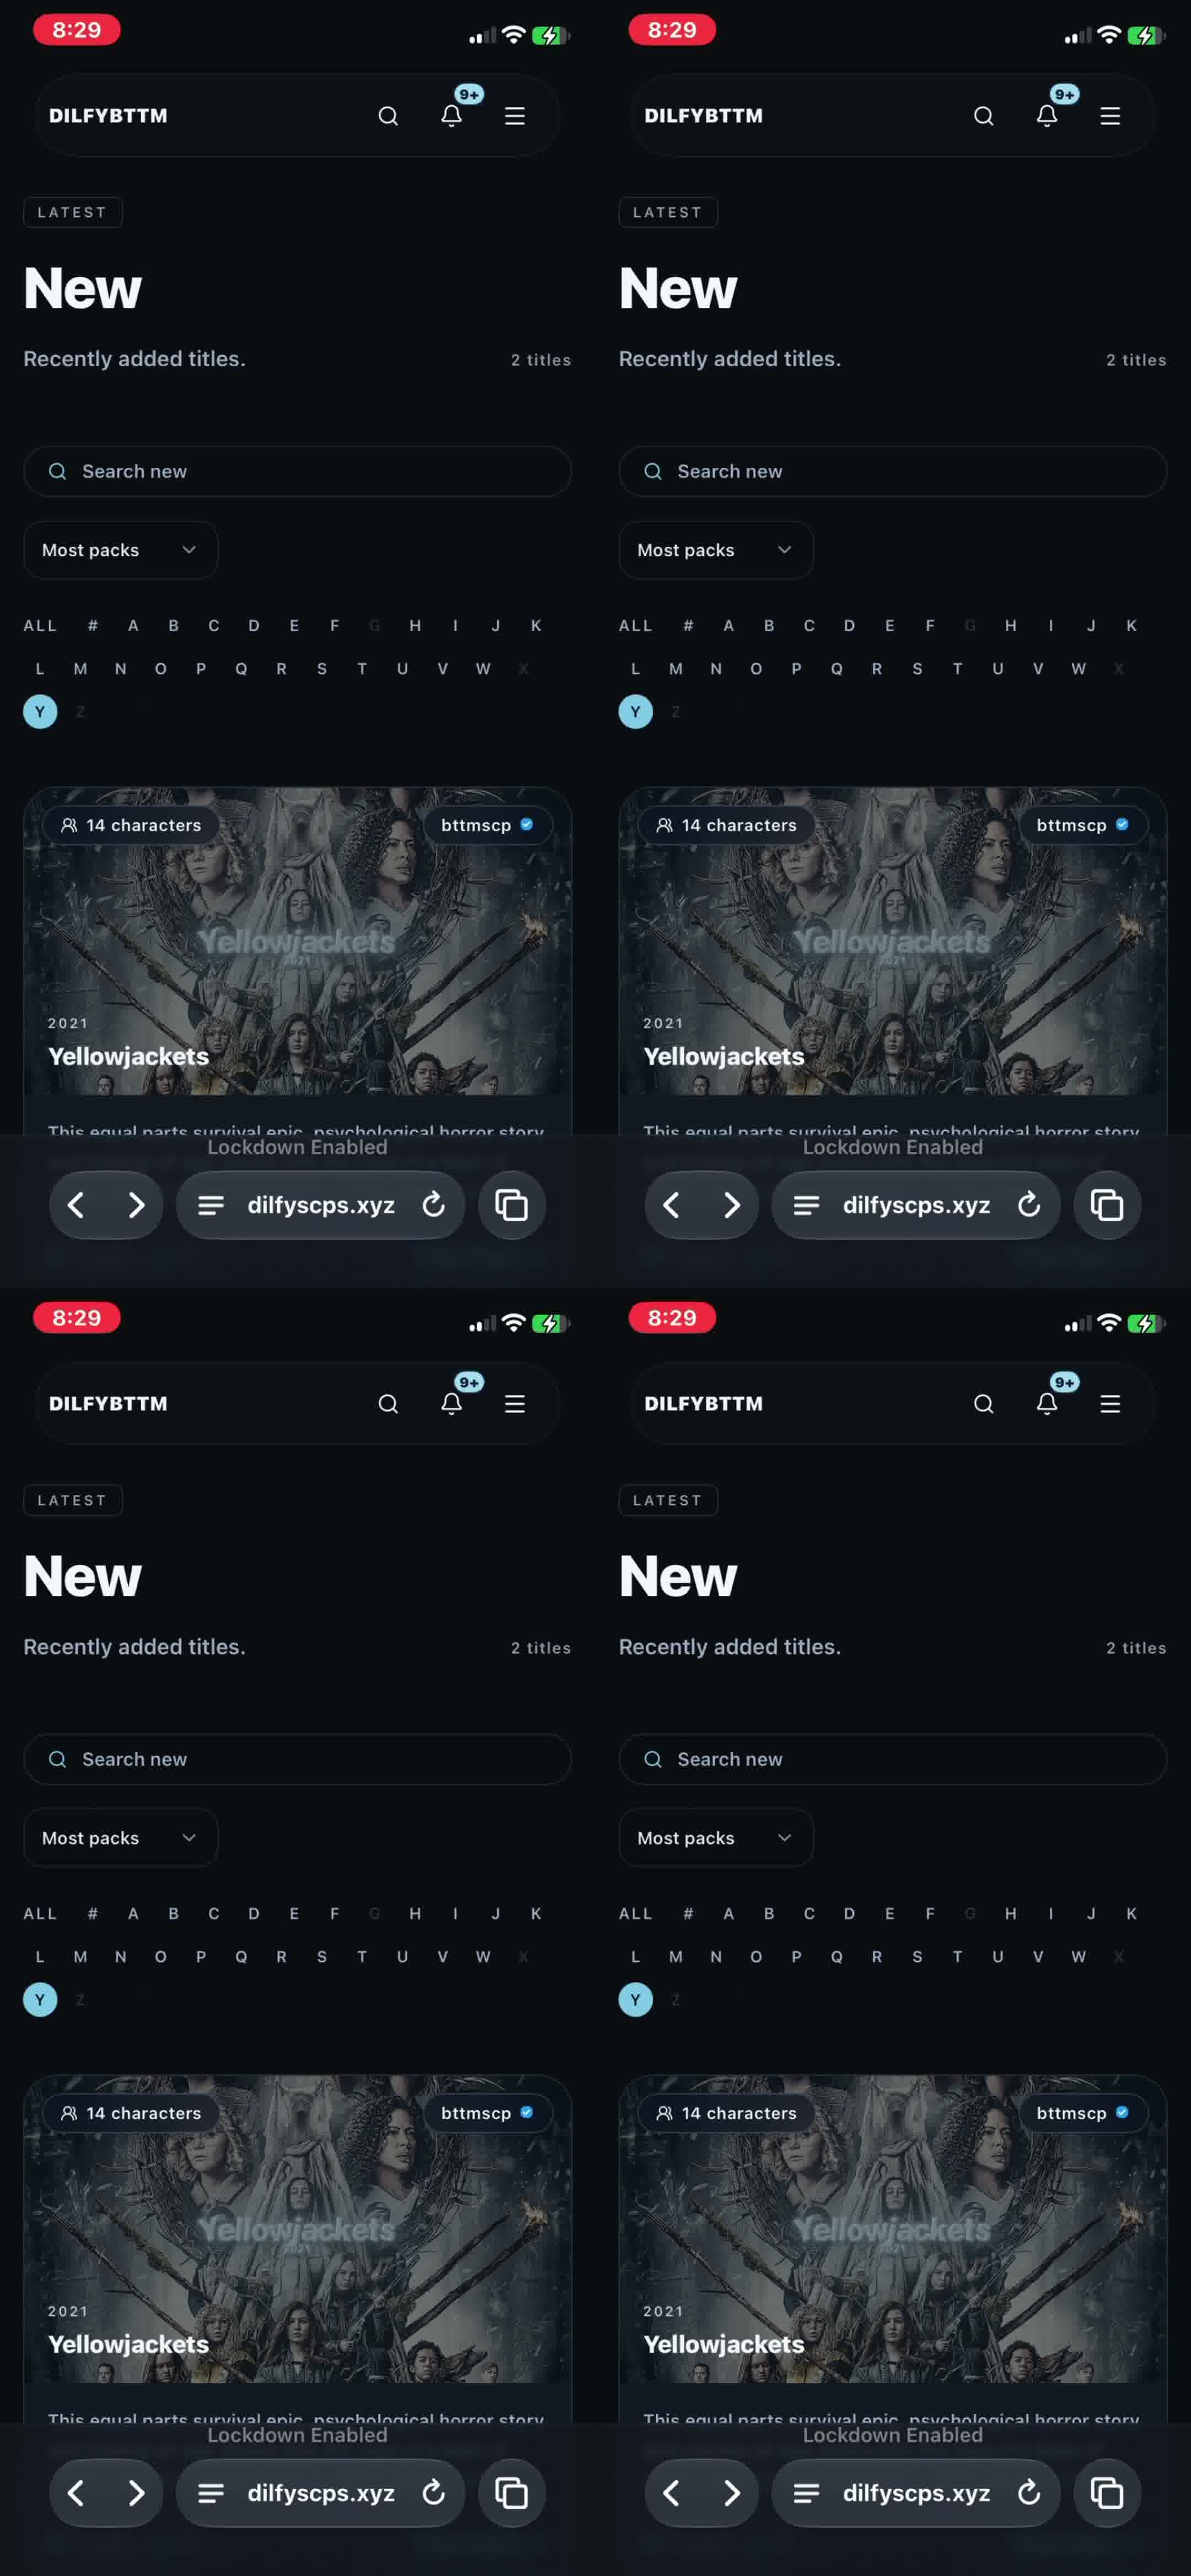 8:29
9+
DILFYBTTM
LATEST
New
Recently added titles.
2 titles
Search new
Most packs
ALL # A B C D E F G H I J K
L M N O P Q R S T U V W X
Y Z
14 characters
bttmscp
Yellowjackets
2021
2021
Yellowjackets
This equal parts survival epic, psychological horror story
Lockdown Enabled
dilfyscps.xyz
8:29
9+
DILFYBTTM
LATEST
New
Recently added titles.
2 titles
Search new
Most packs
ALL # A B C D E F G H I J K
L M N O P Q R S T U V W X
Y Z
14 characters
bttmscp
Yellowjackets
2021
2021
Yellowjackets
This equal parts survival epic, psychological horror story
Lockdown Enabled
dilfyscps.xyz
8:29
9+
DILFYBTTM
LATEST
New
Recently added titles.
2 titles
Search new
Most packs
ALL # A B C D E F G H I J K
L M N O P Q R S T U V W X
Y Z
14 characters
bttmscp
Yellowjackets
2021
2021
Yellowjackets
This equal parts survival epic, psychological horror story
Lockdown Enabled
dilfyscps.xyz
8:29
9+
DILFYBTTM
LATEST
New
Recently added titles.
2 titles
Search new
Most packs
ALL # A B C D E F G H I J K
L M N O P Q R S T U V W X
Y Z
14 characters
bttmscp
Yellowjackets
2021
2021
Yellowjackets
This equal parts survival epic, psychological horror story
Lockdown Enabled
dilfyscps.xyz